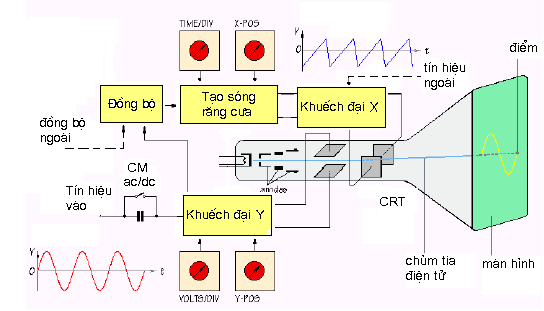 TIME/DIV
X-POS
Y
O
t
điểm
tín hiệu
ngoài
Đồng bộ
Tạo sóng
răng cưa
Khuếch đại X
đồng bộ
ngoài
CM
ac/dc
Tín hiệu
vào
Khuếch đại Y
CRT
chùm tia
điện tử
màn hình
Y
O
t
VOLTS/DIV
Y-POS